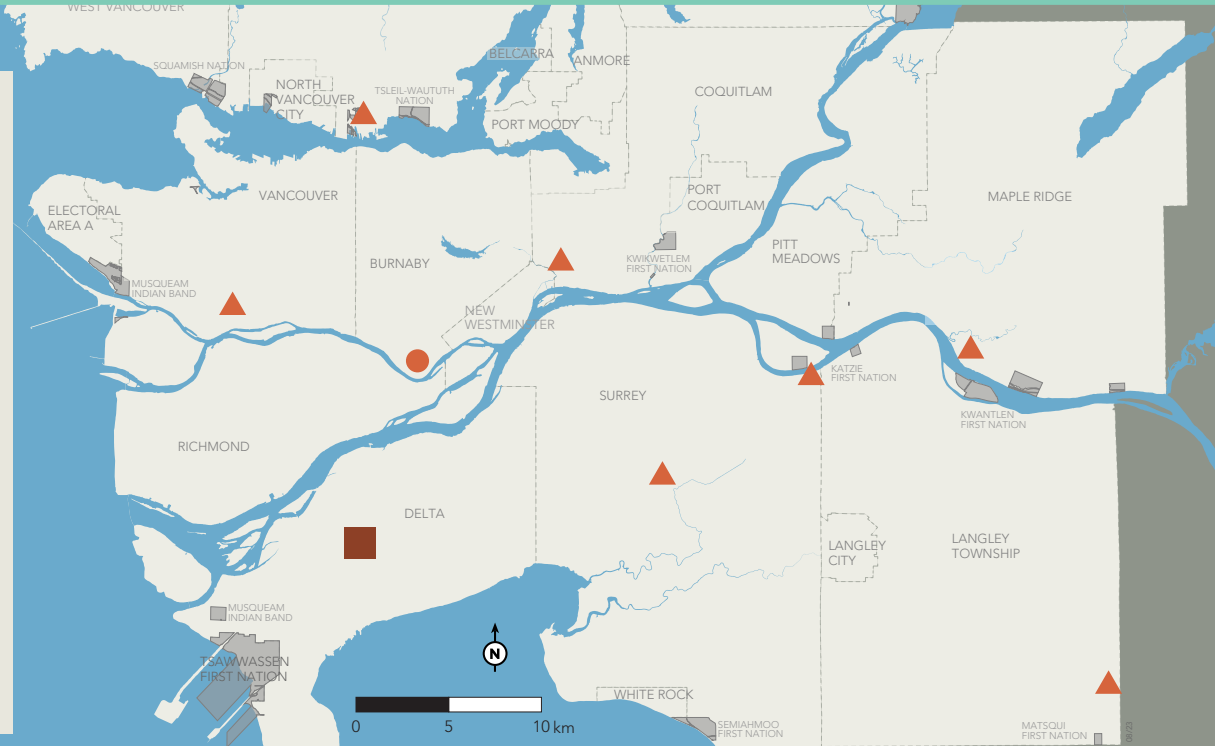 WEST VANCOUVER
BELCARRA
ANMORE
SQUAMISH NATION
NORTH
VANCOUVER
CITY
TSLEIL-WAUTUTH
NATION
COQUITLAM
PORT MOODY
VANCOUVER
ELECTORAL
AREA A
PORT
COQUITLAM
MAPLE RIDGE
PITT
MEADOWS
BURNABY
KWIKWETLEM
FIRST NATION
MUSQUEAM
INDIAN BAND
NEW
WESTMINSTER
KATZIE
FIRST NATION
SURREY
KWANTLEN
FIRST NATION
RICHMOND
DELTA
LANGLEY
CITY
LANGLEY
TOWNSHIP
MUSQUEAM
INDIAN BAND
N
TSAWWASSEN
FIRST NATION
WHITE ROCK
0 5 10 km
SEMIAHMOO
FIRST NATION
MATSQUI
FIRST NATION